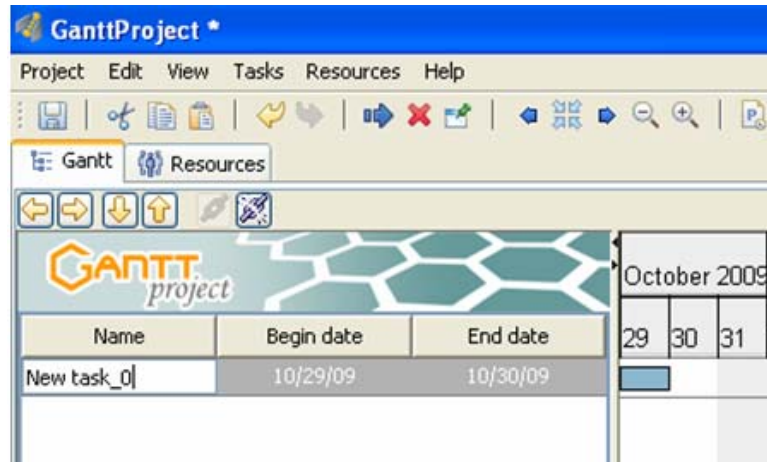 GanttProject *
Project Edit View Tasks Resources Help
P
Gantt Resources
GANTT project
October 2009
Name Begin date End date 29 30 31
New task_0 10/29/09 10/30/09